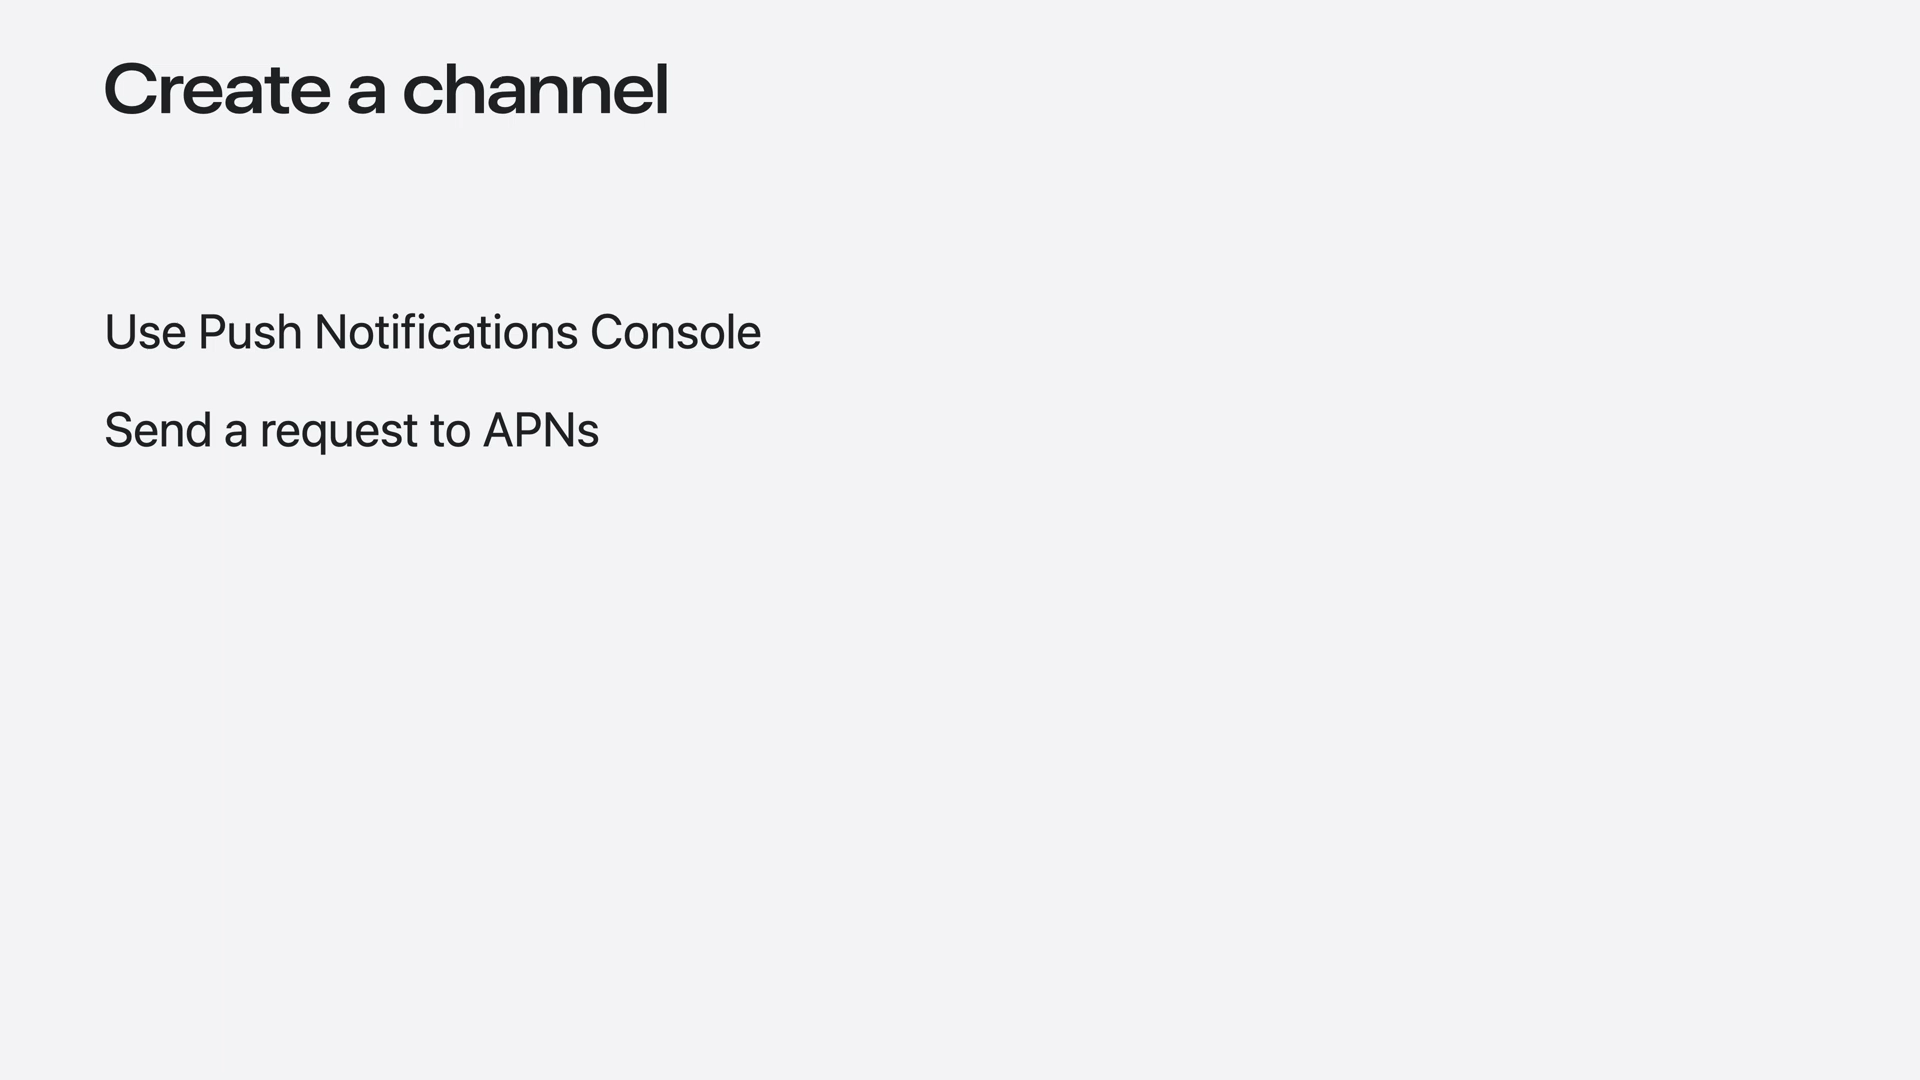 Create a channel
Use Push Notifications Console
Send a request to APNs